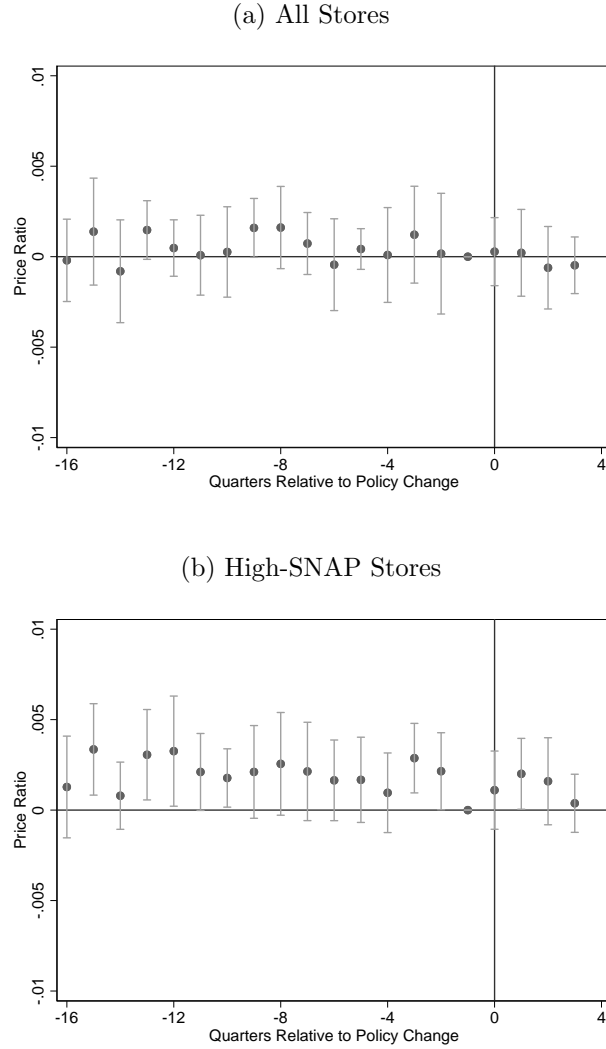 (a) All Stores
.01
.005
0
-.005
-.01
Price Ratio
-16 -12 -8 -4 0 4
Quarters Relative to Policy Change
(b) High-SNAP Stores
.01
.005
0
-.005
-.01
Price Ratio
-16 -12 -8 -4 0 4
Quarters Relative to Policy Change